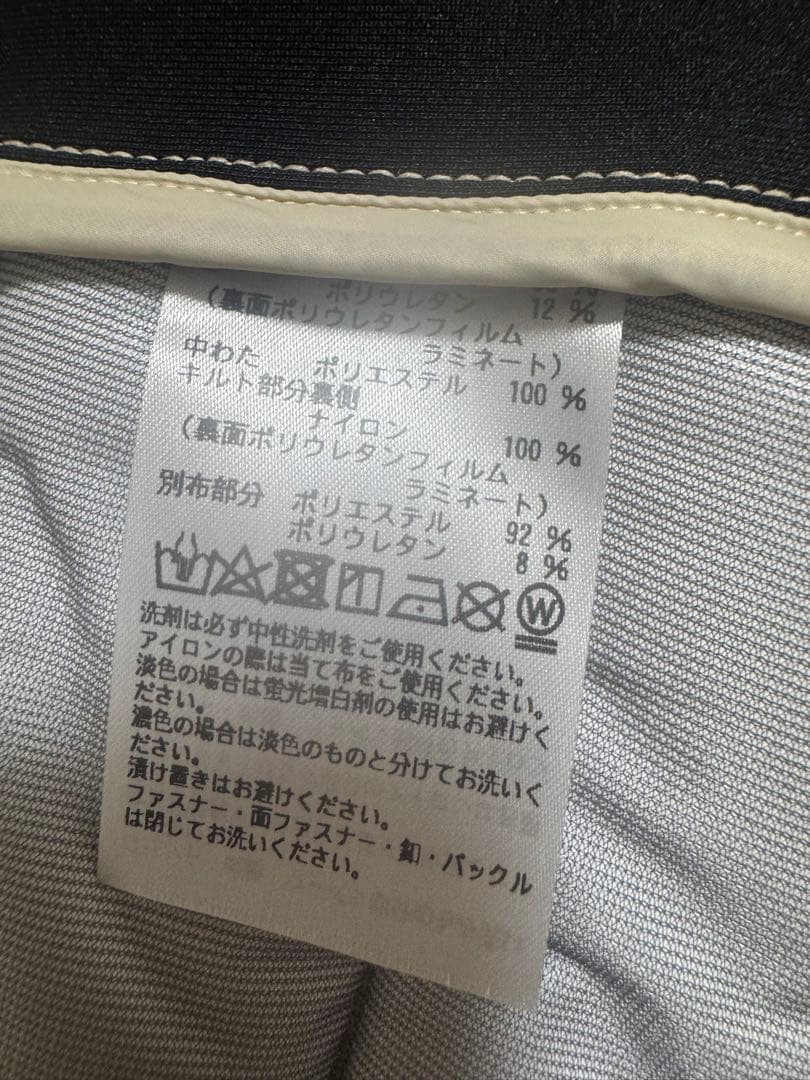 ポリウレタン 12 %
(裏面ポリウレタンフィルム
ラミネート)
中わた ポリエステル 100 %
キルト部分裏側
ナイロン 100 %
(裏面ポリウレタンフィルム
ラミネート)
別布部分 ポリエステル 92 %
ポリウレタン 8 %
W
洗剤は必ず中性洗剤をご使用ください。
アイロンの際は当て布をご使用ください。
淡色の場合は蛍光増白剤の使用はお避けく
ださい。
濃色の場合は淡色のものと分けてお洗いく
ださい。
漬け置きはお避けください。
ファスナー・面ファスナー・釦・バックル
は閉じてお洗いください。